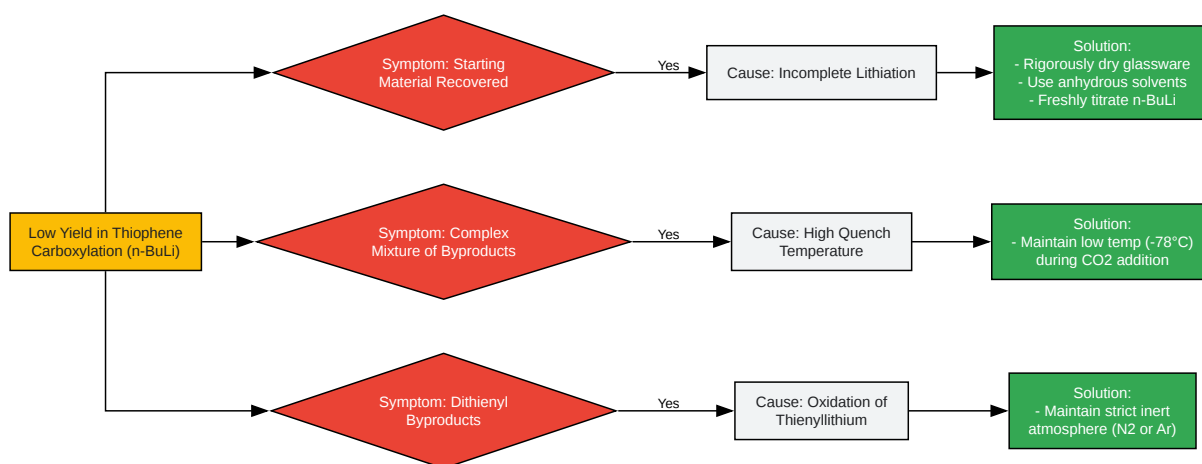 Symptom: Starting
Material Recovered
Yes
Cause: Incomplete Lithiation
Solution:
- Rigorously dry glassware
- Use anhydrous solvents
- Freshly titrate n-BuLi
Low Yield in Thiophene
Carboxylation (n-BuLi)
Symptom: Complex
Mixture of Byproducts
Yes
Cause: High Quench
Temperature
Solution:
- Maintain low temp (-78°C)
during CO2 addition
Symptom: Dithienyl
Byproducts
Yes
Cause: Oxidation of
Thienyllithium
Solution:
- Maintain strict inert
atmosphere (N2 or Ar)